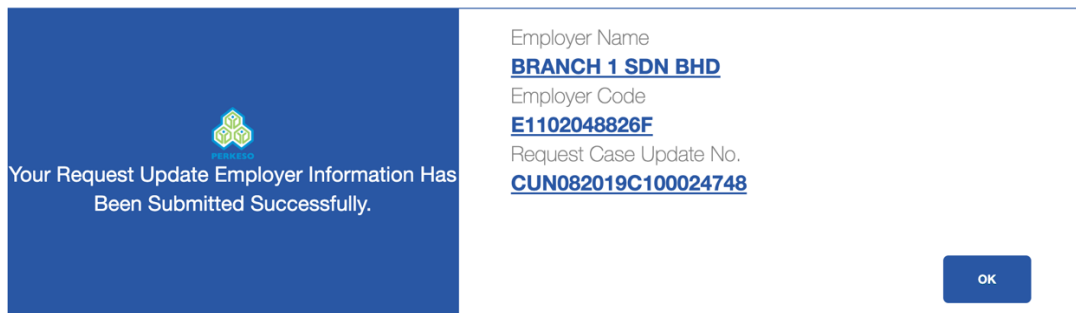 PERKESO
Your Request Update Employer Information Has
Been Submitted Successfully.
Employer Name
BRANCH 1 SDN BHD
Employer Code
E1102048826F
Request Case Update No.
CUN082019C100024748
OK